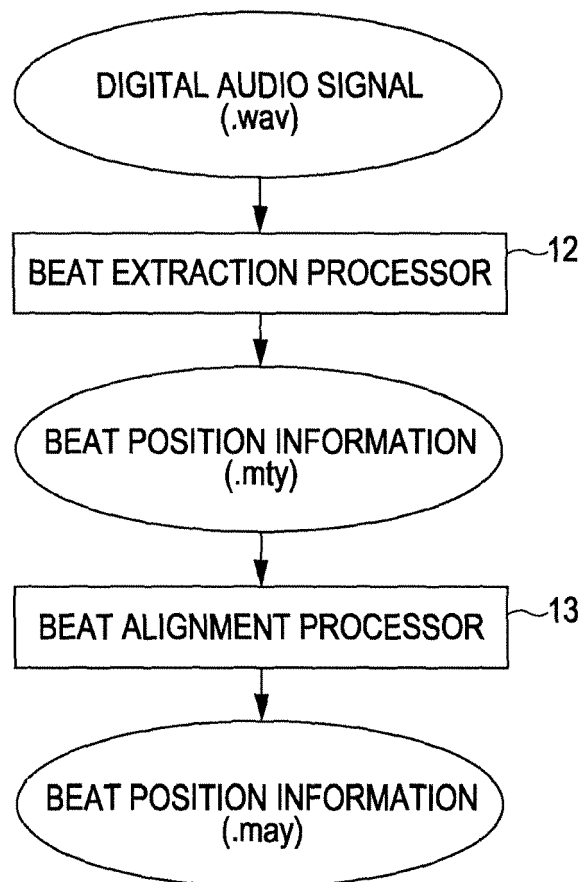 DIGITAL AUDIO SIGNAL
(.wav)
BEAT EXTRACTION PROCESSOR
12
BEAT POSITION INFORMATION
(.mty)
BEAT ALIGNMENT PROCESSOR
13
BEAT POSITION INFORMATION
(.may)